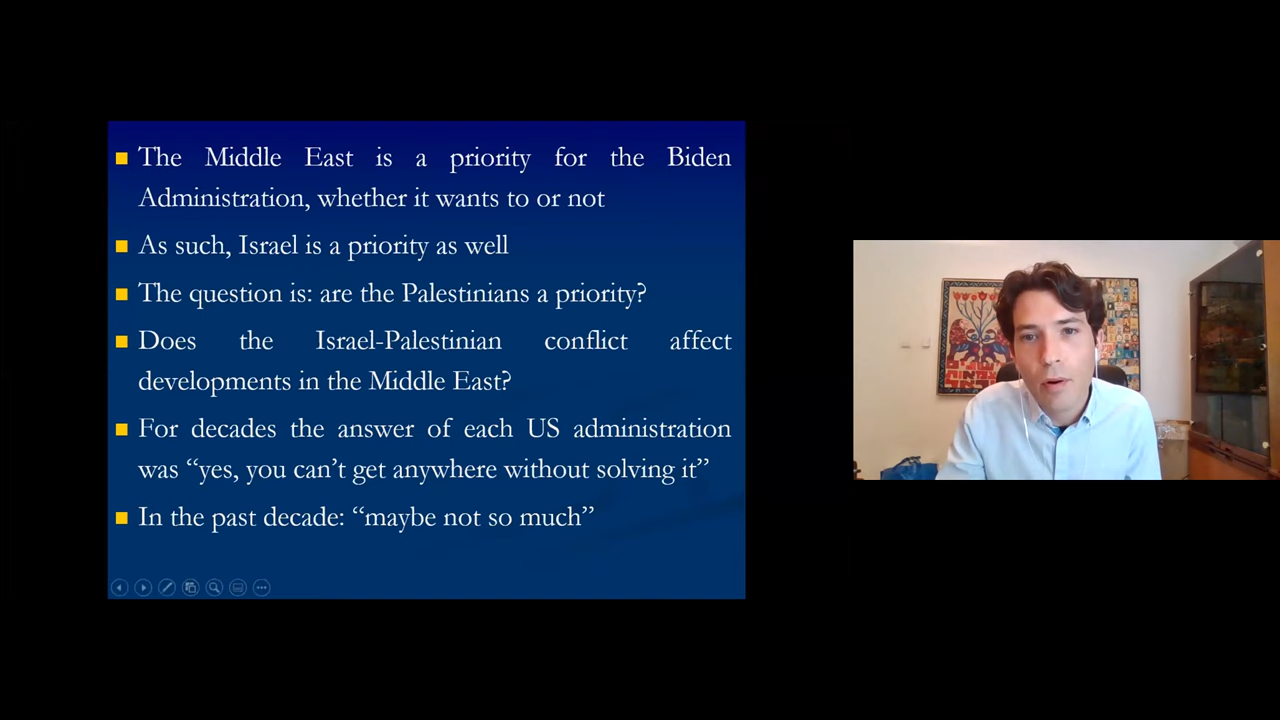 The Middle East is a priority for the Biden
Administration, whether it wants to or not
As such, Israel is a priority as well
The question is: are the Palestinians a priority?
Does the Israel-Palestinian conflict affect
developments in the Middle East?
For decades the answer of each US administration
was “yes, you can’t get anywhere without solving it”
In the past decade: “maybe not so much”